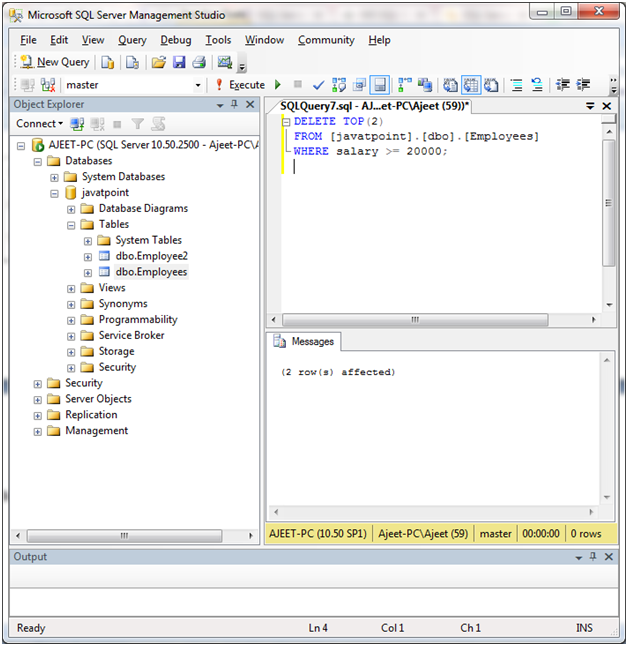 Microsoft SQL Server Management Studio
File Edit View Query Debug Tools Window Community Help
New Query
master Execute
Object Explorer
Connect
AJEET-PC (SQL Server 10.50.2500 - Ajeet-PC\A
Databases
System Databases
javatpoint
Database Diagrams
Tables
System Tables
dbo.Employee2
dbo.Employees
Views
Synonyms
Programmability
Service Broker
Storage
Security
Security
Server Objects
Replication
Management
SQLQuery7.sql - AJ...et-PC\Ajeet (59))*
DELETE TOP(2)
FROM [javatpoint].[dbo].[Employees]
WHERE salary >= 20000;
Messages
(2 row(s) affected)
AJEET-PC (10.50 SP1) Ajeet-PC\Ajeet (59) master 00:00:00 0 rows
Output
Ready Ln 4 Col 1 Ch 1 INS